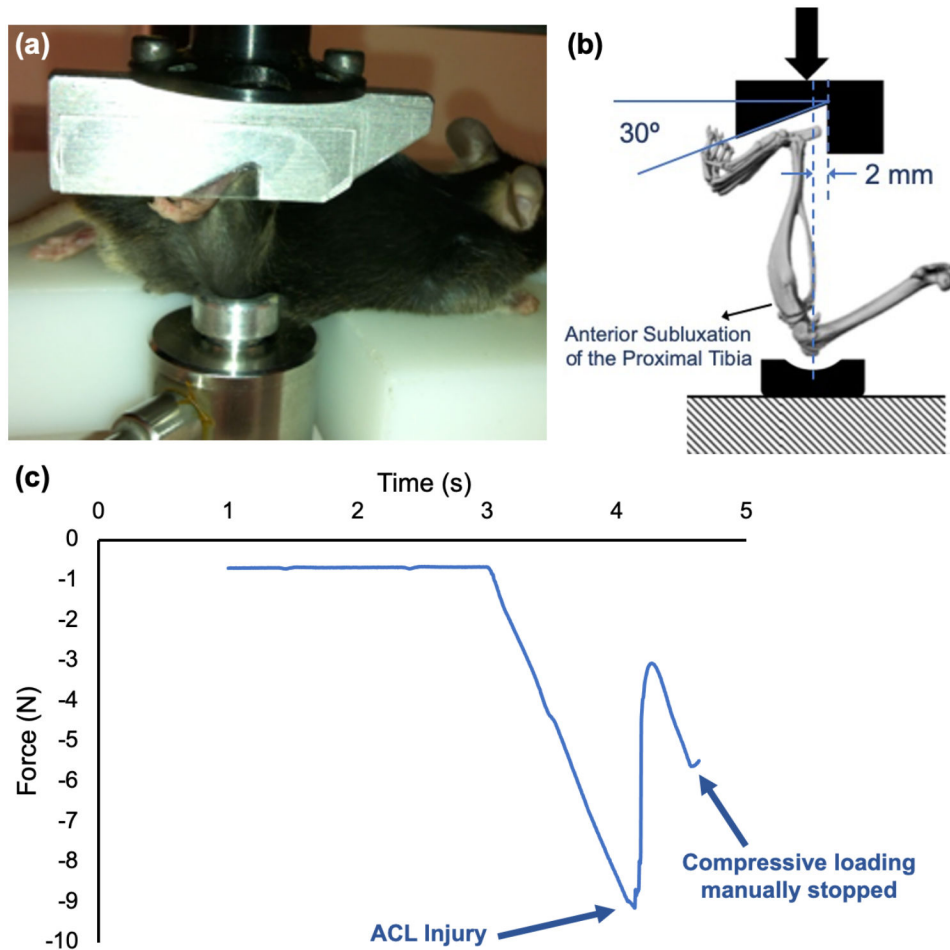 (a)
(b)
30º
2 mm
Anterior Subluxation
of the Proximal Tibia
(c)
Time (s)
0 1 2 3 4 5
0
-1
-2
-3
-4
-5
-6
-7
-8
-9
-10
Force (N)
ACL Injury
Compressive loading
manually stopped